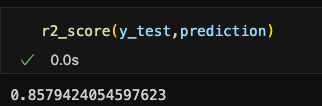 r2_score(y_test,prediction)
✓ 0.0s
0.8579424054597623